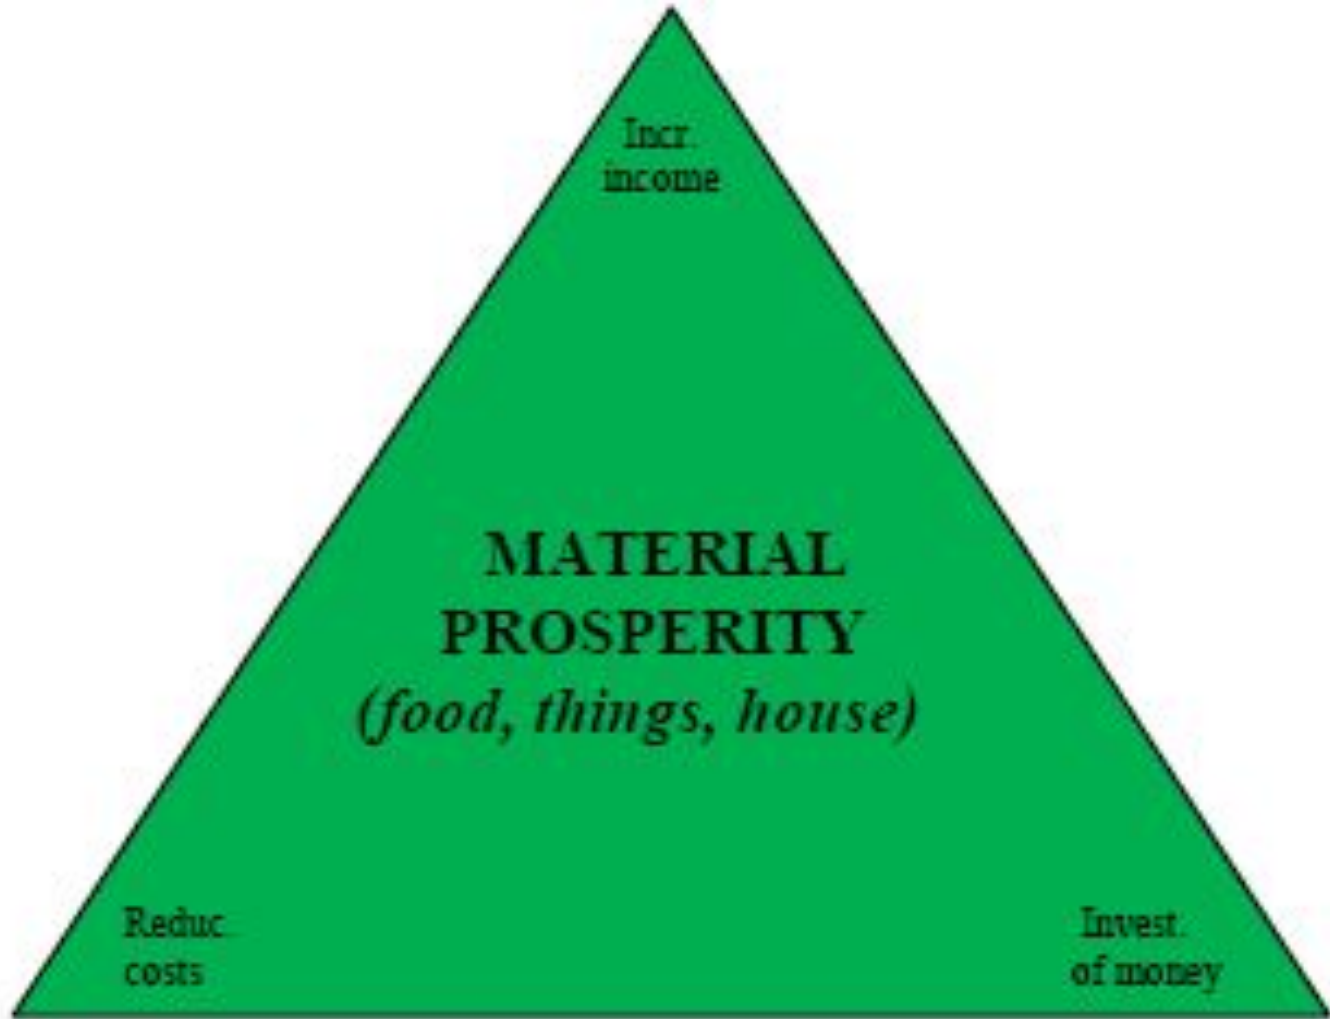 Incr.
income
MATERIAL
PROSPERITY
(food, things, house)
Reduc.
costs
Invest.
of money